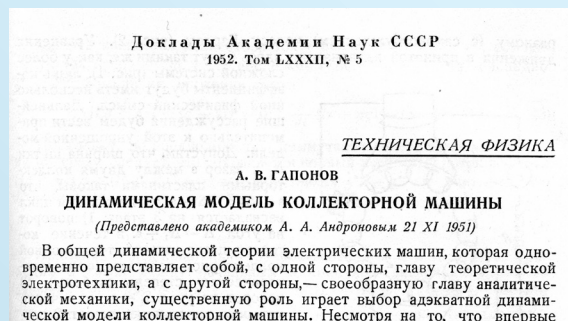 Доклады Академии Наук СССР
1952. Том LXXXII, № 5
ТЕХНИЧЕСКАЯ ФИЗИКА
А. В. ГАПОНОВ
ДИНАМИЧЕСКАЯ МОДЕЛЬ КОЛЛЕКТОРНОЙ МАШИНЫ
(Представлено академиком А. А. Андроновым 21 XI 1951)
В общей динамической теории электрических машин, которая одно-
временно представляет собой, с одной стороны, главу теоретической
электротехники, а с другой стороны,— своеобразную главу аналитиче-
ской механики, существенную роль играет выбор адэкватной динами-
ческой модели коллекторной машины. Несмотря на то, что впервые